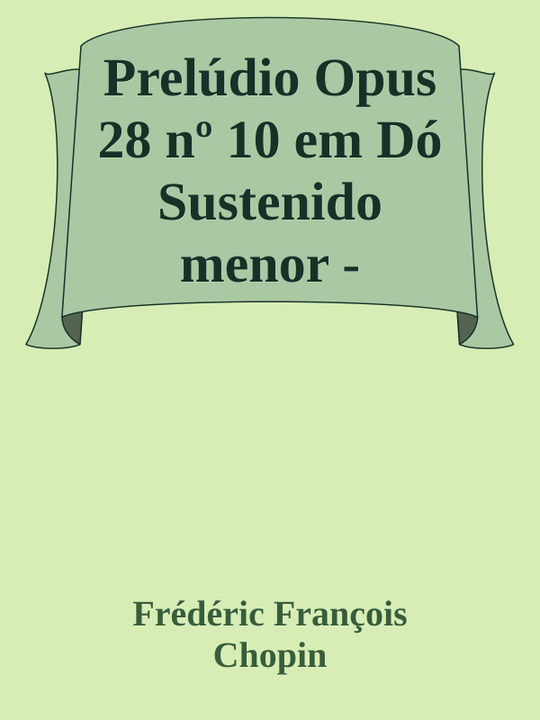 Prelúdio Opus
28 nº 10 em Dó
Sustenido
menor -
Frédéric François
Chopin